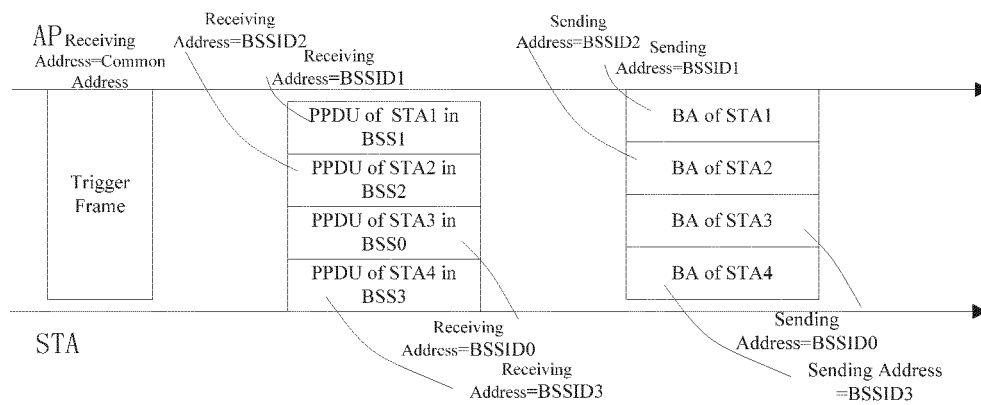 AP
Receiving
Address=Common
Address
Receiving
Address=BSSID2
Receiving
Address=BSSID1
Sending
Address=BSSID2
Sending
Address=BSSID1
Trigger
Frame
PPDU of STA1 in
BSS1
PPDU of STA2 in
BSS2
PPDU of STA3 in
BSS0
PPDU of STA4 in
BSS3
BA of STA1
BA of STA2
BA of STA3
BA of STA4
STA
Receiving
Address=BSSID0
Receiving
Address=BSSID3
Sending
Address=BSSID0
Sending Address
=BSSID3